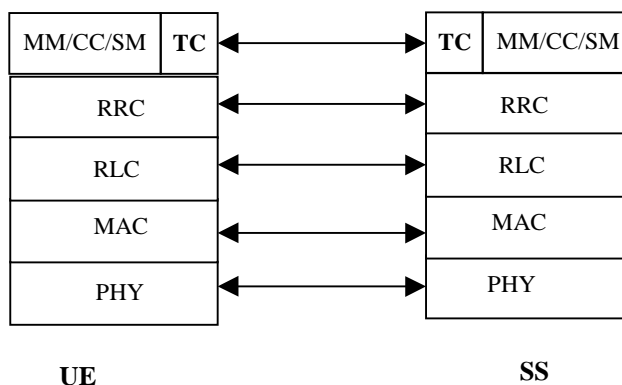 MM/CC/SM TC TC MM/CC/SM
RRC RRC
RLC RLC
MAC MAC
PHY PHY
UE SS